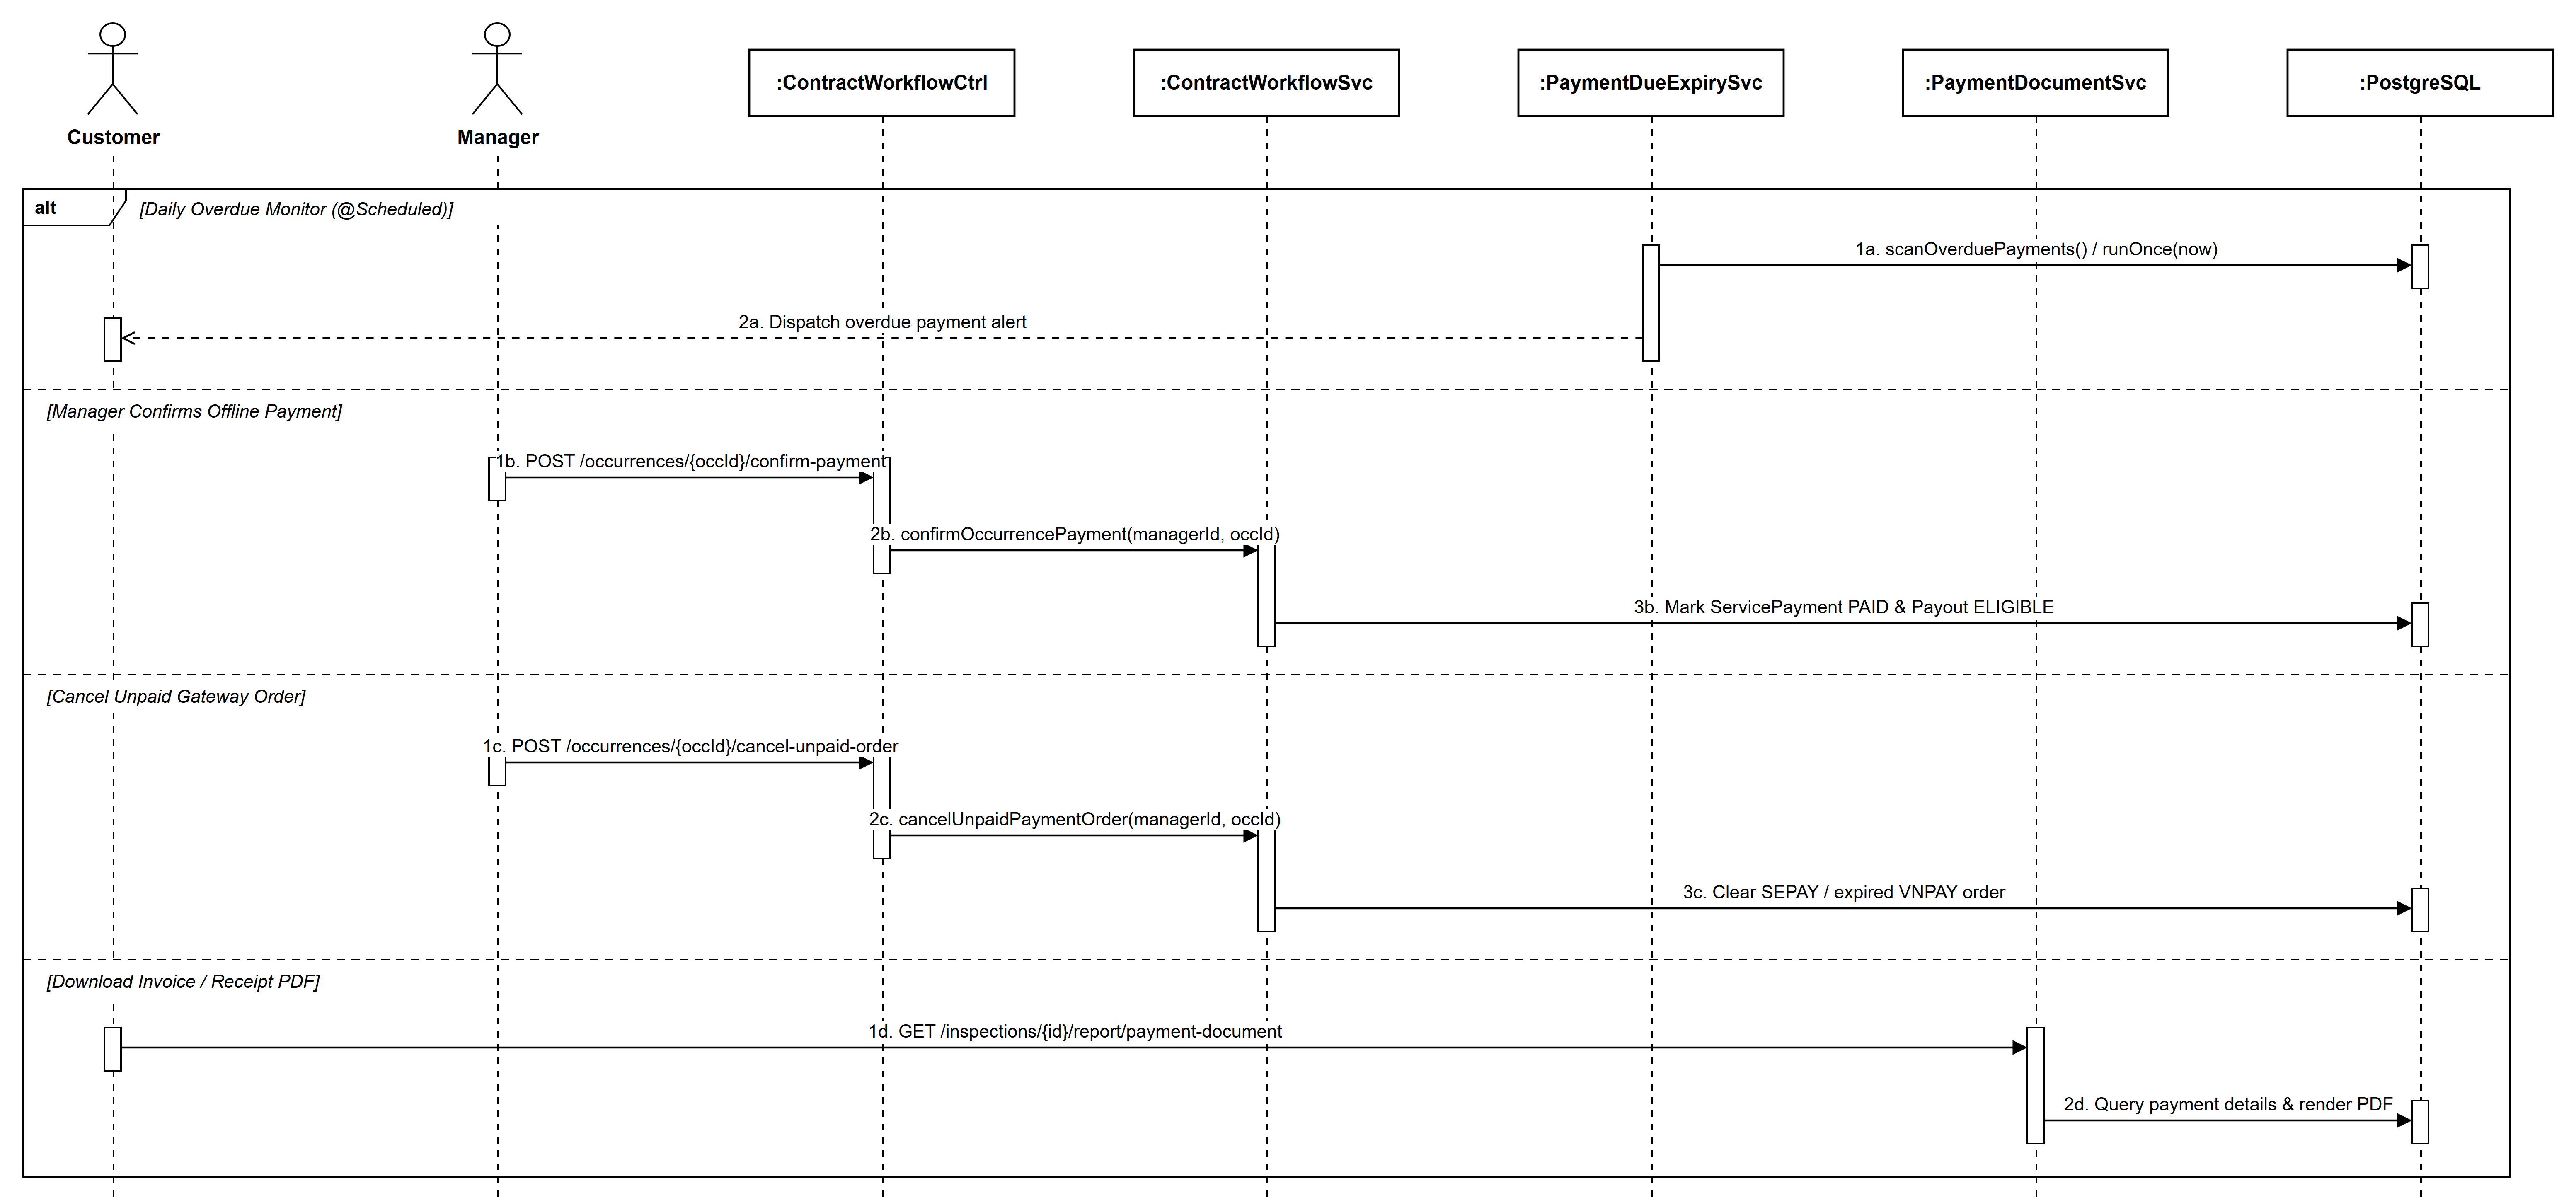 Customer
Manager
:ContractWorkflowCtrl
:ContractWorkflowSvc
:PaymentDueExpirySvc
:PaymentDocumentSvc
:PostgreSQL
alt
[Daily Overdue Monitor (@Scheduled)]
1a. scanOverduePayments() / runOnce(now)
2a. Dispatch overdue payment alert
[Manager Confirms Offline Payment]
1b. POST /occurrences/{occId}/confirm-payment
2b. confirmOccurrencePayment(managerId, occId)
3b. Mark ServicePayment PAID & Payout ELIGIBLE
[Cancel Unpaid Gateway Order]
1c. POST /occurrences/{occId}/cancel-unpaid-order
2c. cancelUnpaidPaymentOrder(managerId, occId)
3c. Clear SEPAY / expired VNPAY order
[Download Invoice / Receipt PDF]
1d. GET /inspections/{id}/report/payment-document
2d. Query payment details & render PDF